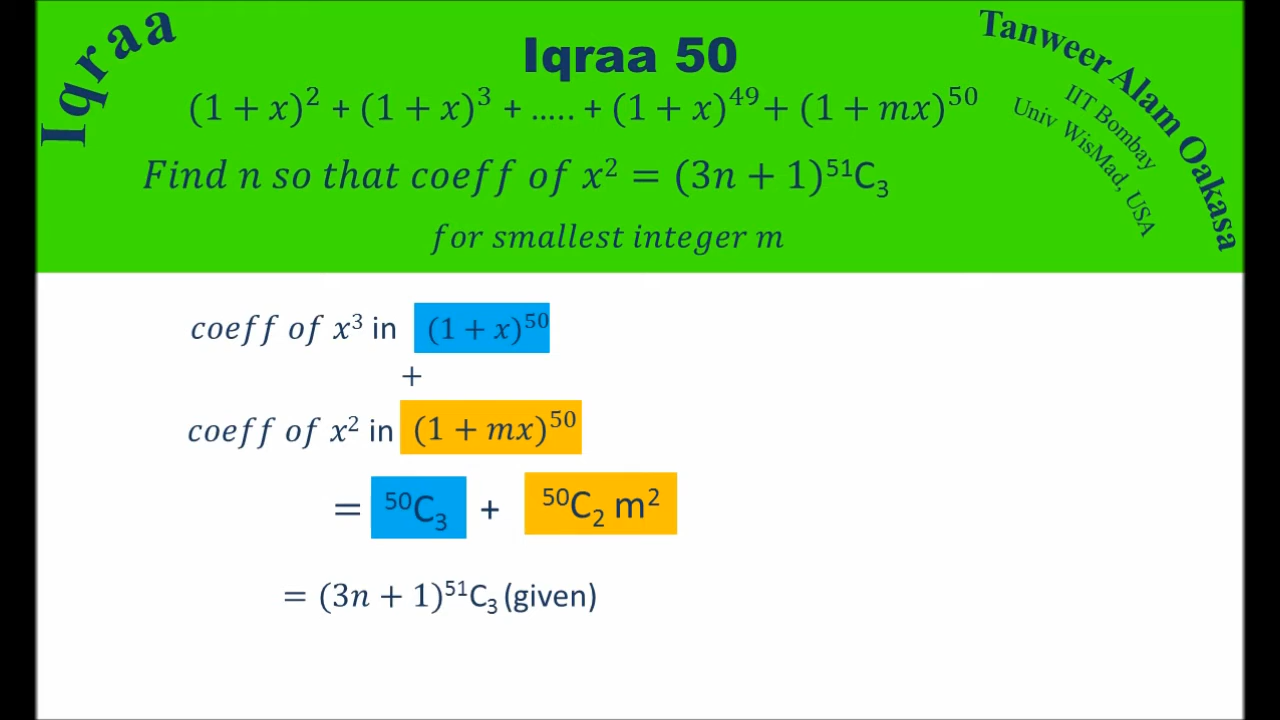 Iqraa
Iqraa 50
Tanweer Alam Oakasa
IIT Bombay
Univ WisMad, USA
(1 + x)² + (1 + x)³ + ..... + (1 + x)⁴⁹ + (1 + mx)⁵⁰
Find n so that coeff of x² = (3n + 1)⁵¹C₃
for smallest integer m
coeff of x³ in (1 + x)⁵⁰
+
coeff of x² in (1 + mx)⁵⁰
= ⁵⁰C₃ + ⁵⁰C₂ m²
= (3n + 1)⁵¹C₃ (given)